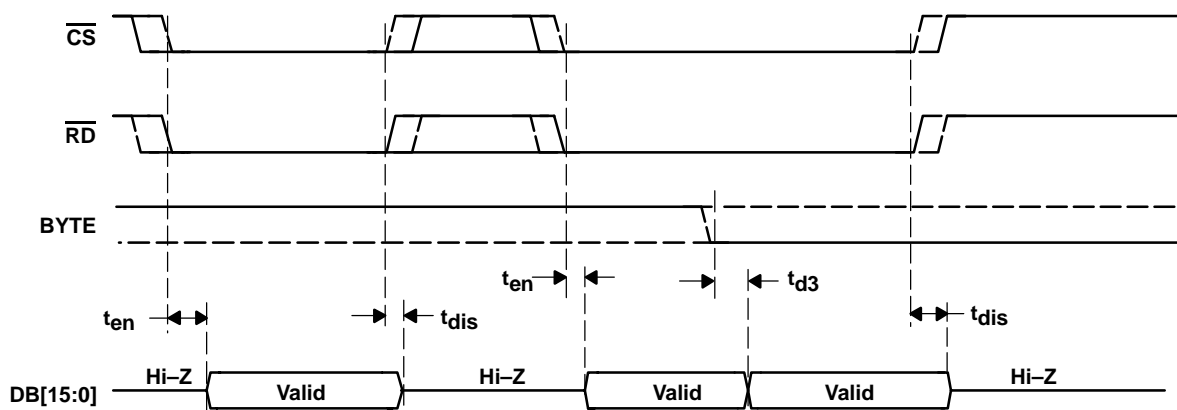 CS
RD
BYTE
ten
td3
ten
tdis
tdis
Hi–Z
Hi–Z
Hi–Z
DB[15:0]
Valid
Valid
Valid